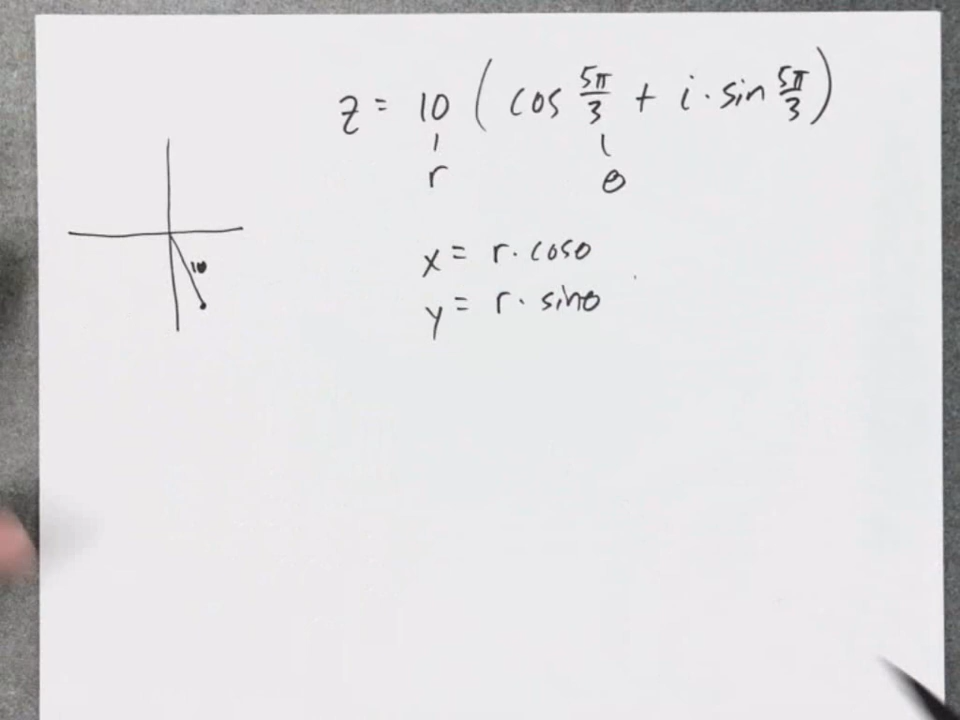 z = 10 ( cos 5π/3 + i · sin 5π/3 )
r θ
x = r · cosθ
y = r · sinθ
10